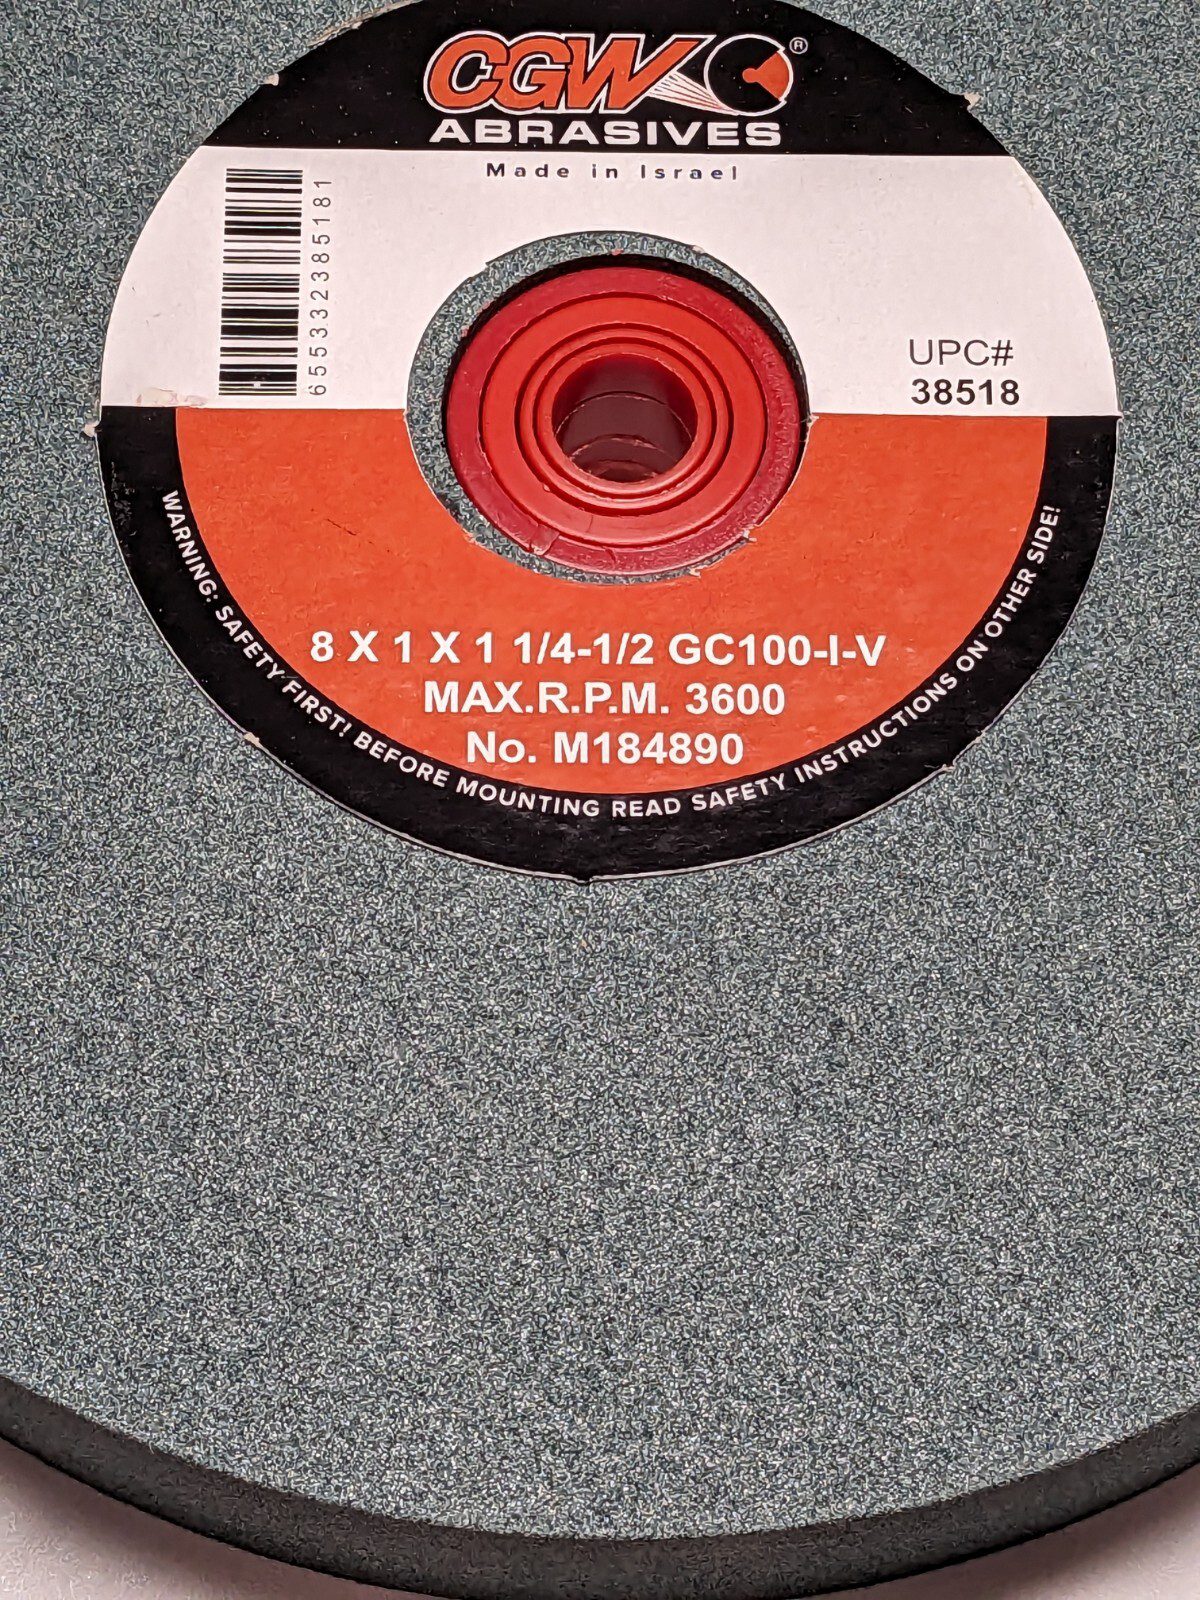 CGW
®
ABRASIVES
Made in Israel
655332385181
UPC#
38518
8 X 1 X 1 1/4-1/2 GC100-I-V
MAX.R.P.M. 3600
No. M184890
WARNING: SAFETY FIRST! BEFORE MOUNTING READ SAFETY INSTRUCTIONS ON OTHER SIDE!